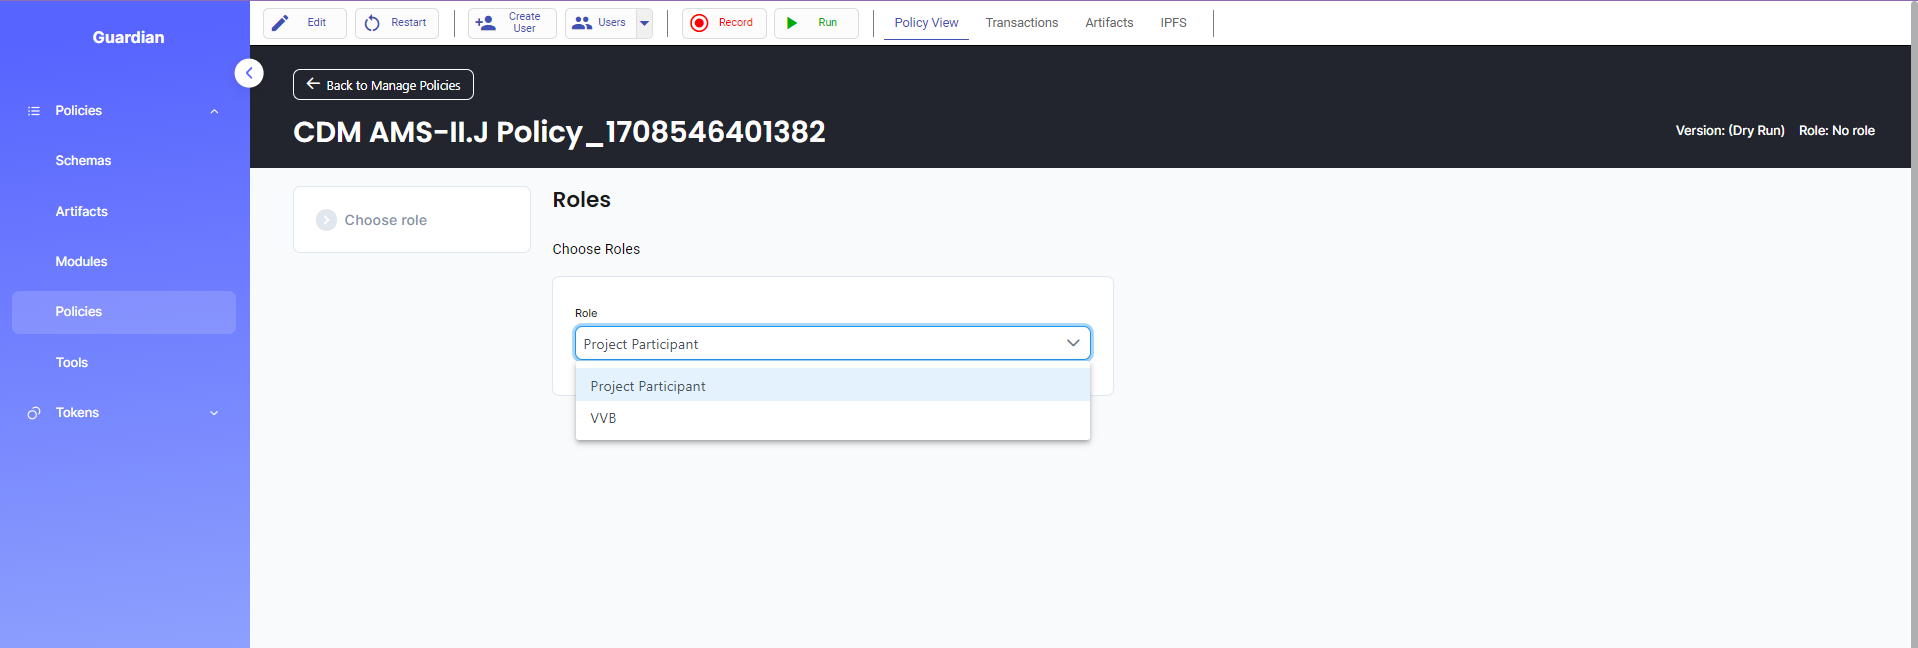 Guardian
Policies
Schemas
Artifacts
Modules
Policies
Tools
Tokens
Edit
Restart
Create
User
Users
Record
Run
Policy View
Transactions
Artifacts
IPFS
Back to Manage Policies
CDM AMS-II.J Policy_1708546401382
Version: (Dry Run) Role: No role
Choose role
Roles
Choose Roles
Role
Project Participant
Project Participant
VVB